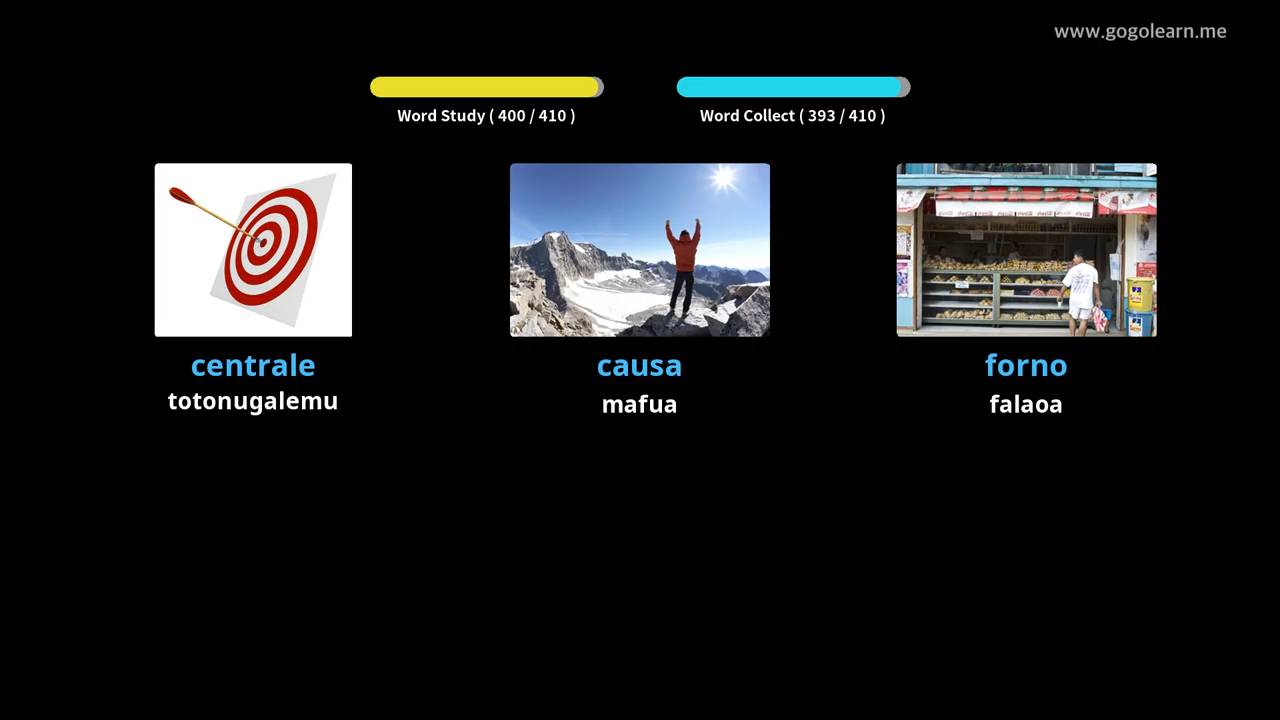 www.gogolearn.me
Word Study ( 400 / 410 )
Word Collect ( 393 / 410 )
centrale
totonugalemu
causa
mafua
forno
falaoa